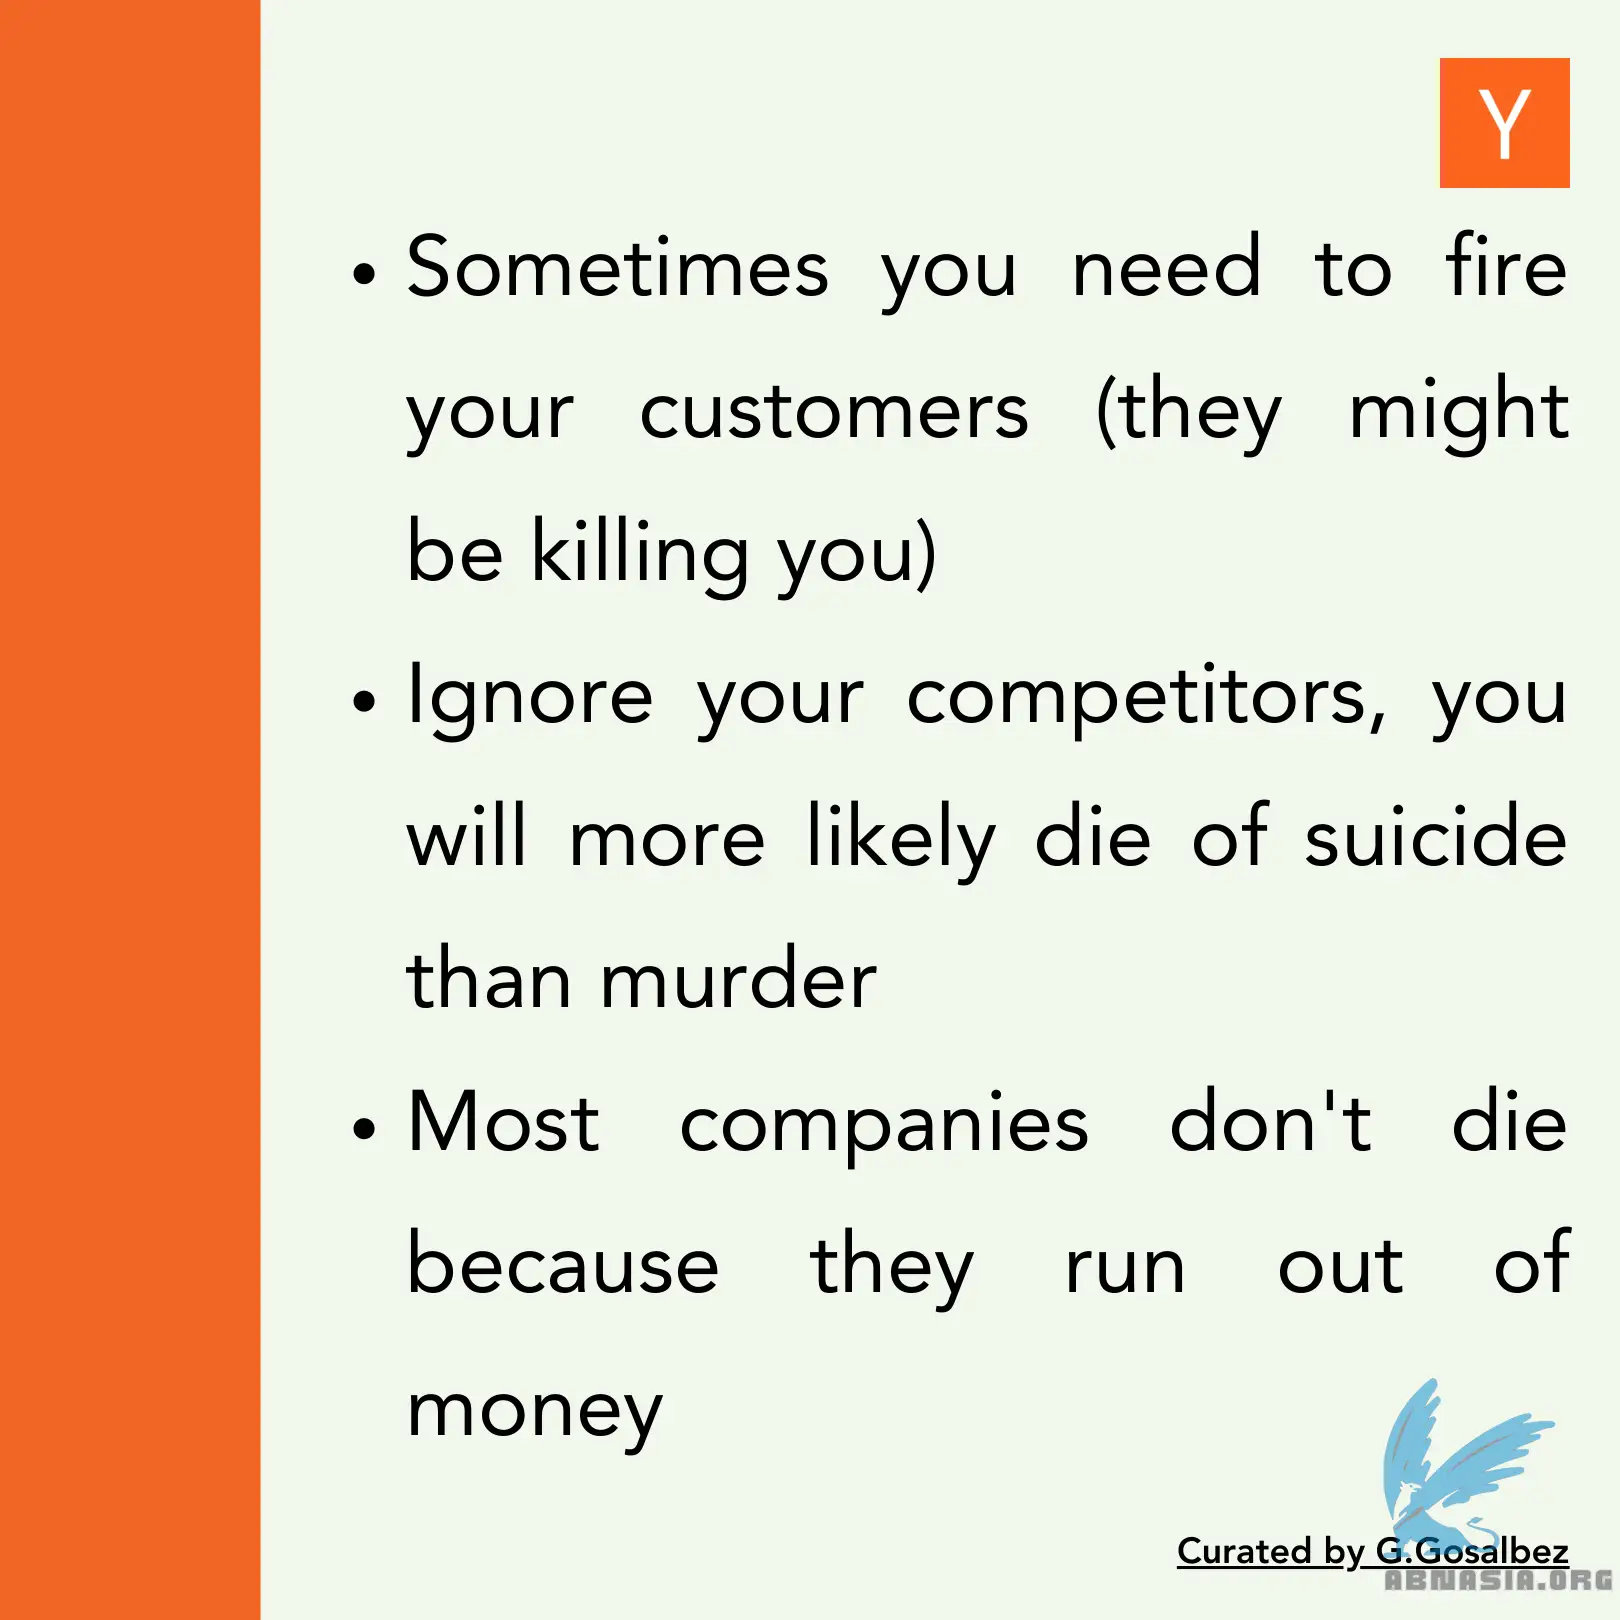 Y
• Sometimes you need to fire
your customers (they might
be killing you)
• Ignore your competitors, you
will more likely die of suicide
than murder
• Most companies don't die
because they run out of
money
Curated by G.Gosalbez
ABNASIA.ORG